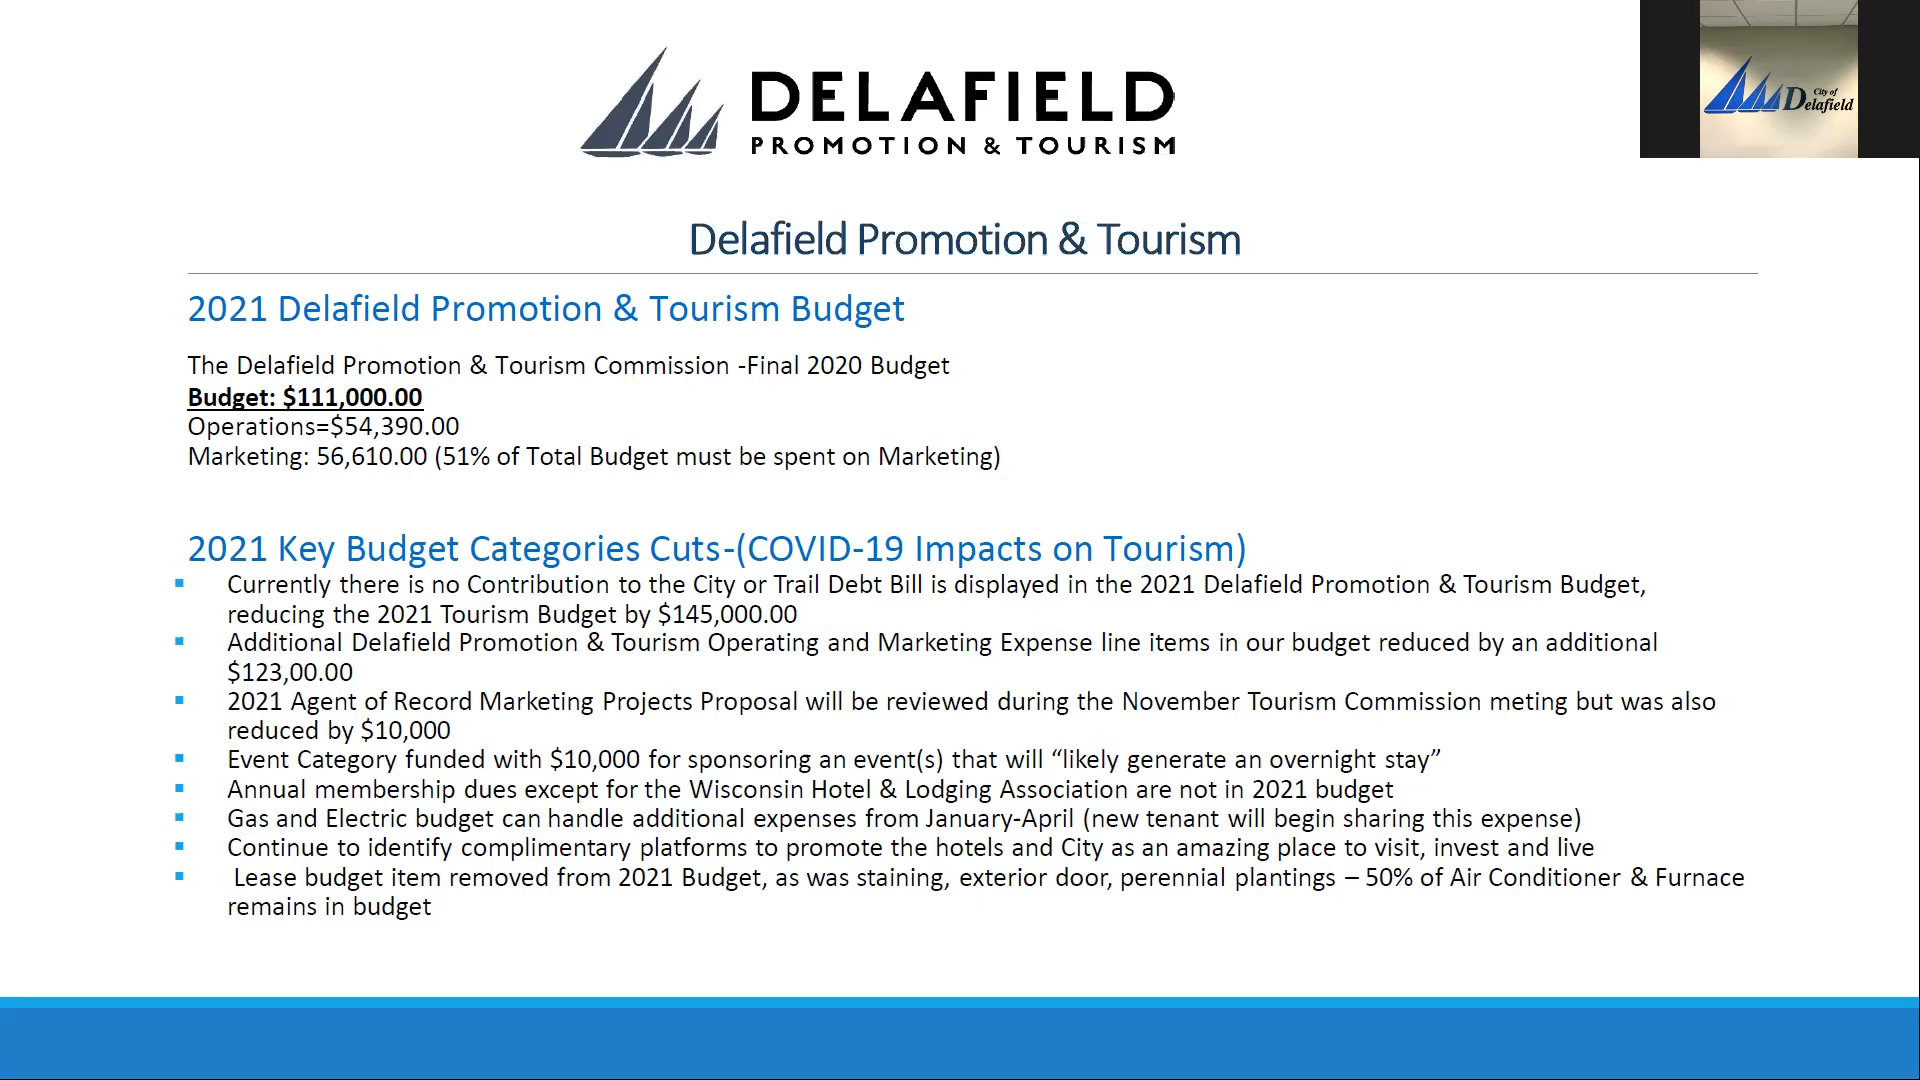 DELAFIELD
PROMOTION & TOURISM
City of
Delafield
Delafield Promotion & Tourism
2021 Delafield Promotion & Tourism Budget
The Delafield Promotion & Tourism Commission -Final 2020 Budget
Budget: $111,000.00
Operations=$54,390.00
Marketing: 56,610.00 (51% of Total Budget must be spent on Marketing)
2021 Key Budget Categories Cuts-(COVID-19 Impacts on Tourism)
▪ Currently there is no Contribution to the City or Trail Debt Bill is displayed in the 2021 Delafield Promotion & Tourism Budget,
reducing the 2021 Tourism Budget by $145,000.00
▪ Additional Delafield Promotion & Tourism Operating and Marketing Expense line items in our budget reduced by an additional
$123,00.00
▪ 2021 Agent of Record Marketing Projects Proposal will be reviewed during the November Tourism Commission meting but was also
reduced by $10,000
▪ Event Category funded with $10,000 for sponsoring an event(s) that will “likely generate an overnight stay”
▪ Annual membership dues except for the Wisconsin Hotel & Lodging Association are not in 2021 budget
▪ Gas and Electric budget can handle additional expenses from January-April (new tenant will begin sharing this expense)
▪ Continue to identify complimentary platforms to promote the hotels and City as an amazing place to visit, invest and live
▪ Lease budget item removed from 2021 Budget, as was staining, exterior door, perennial plantings – 50% of Air Conditioner & Furnace
remains in budget